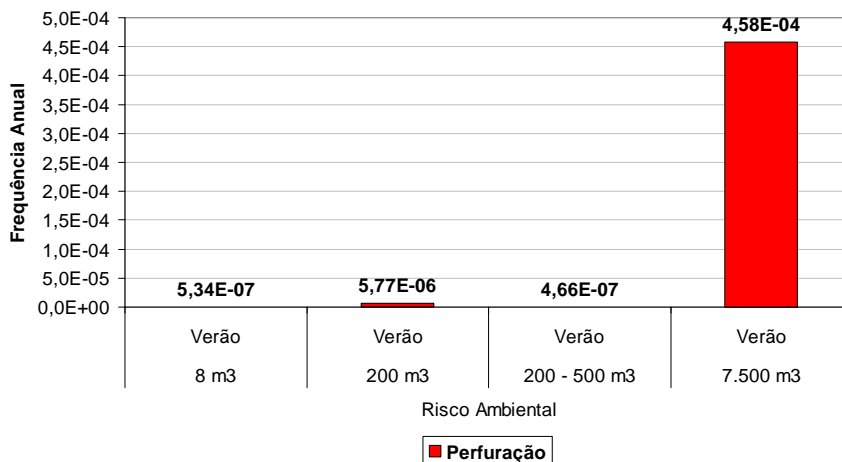 5,0E-04
4,5E-04
4,0E-04
3,5E-04
3,0E-04
2,5E-04
2,0E-04
1,5E-04
1,0E-04
5,0E-05
0,0E+00
Frequência Anual
5,34E-07 5,77E-06 4,66E-07 4,58E-04
Verão Verão Verão Verão
8 m3 200 m3 200 - 500 m3 7.500 m3
Risco Ambiental
Perfuração